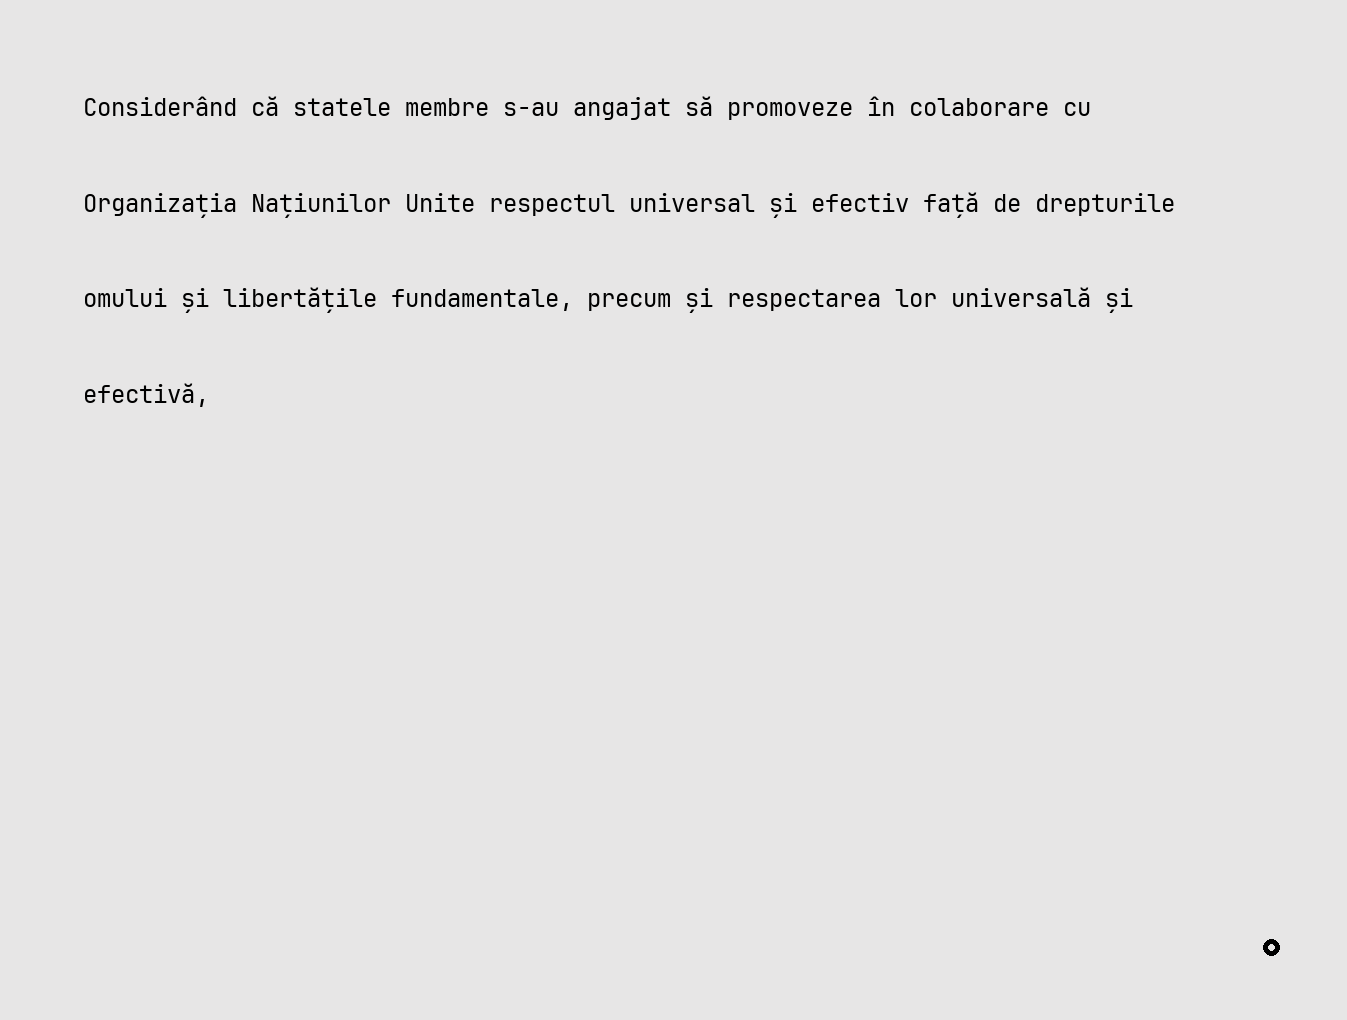 Considerând că statele membre s-au angajat să promoveze în colaborare cu
Organizația Națiunilor Unite respectul universal și efectiv față de drepturile
omului și libertățile fundamentale, precum și respectarea lor universală și
efectivă,